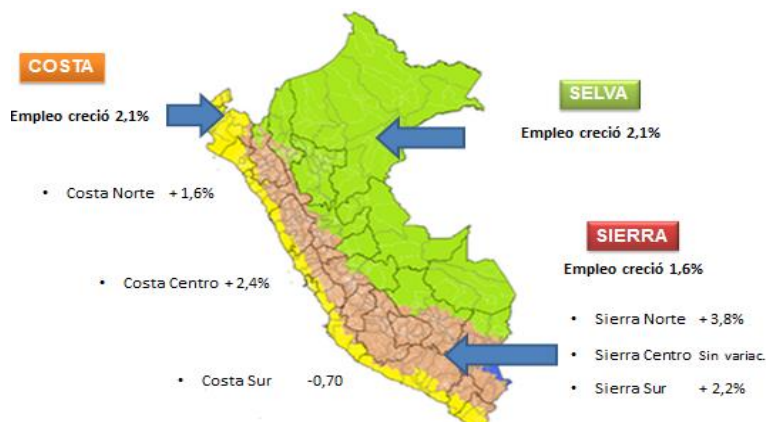 COSTA
Empleo creció 2,1%
• Costa Norte + 1,6%
• Costa Centro + 2,4%
• Costa Sur -0,70
SELVA
Empleo creció 2,1%
SIERRA
Empleo creció 1,6%
• Sierra Norte + 3,8%
• Sierra Centro Sin variac.
• Sierra Sur + 2,2%